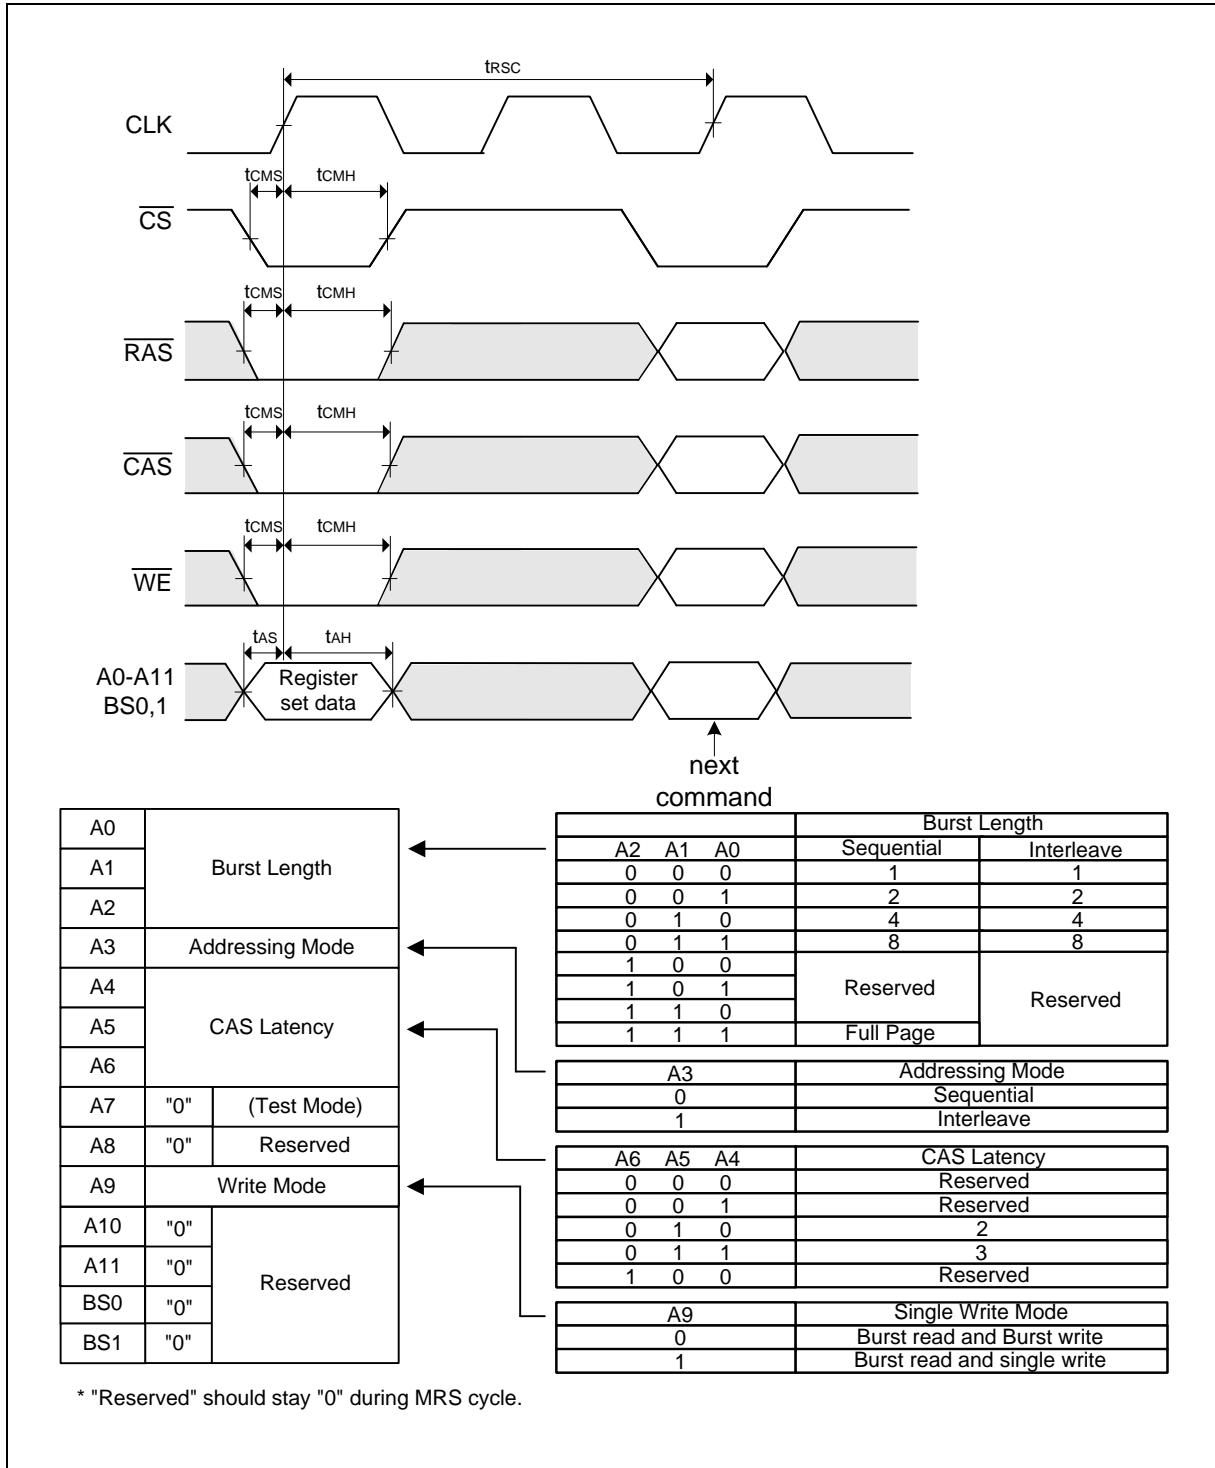 tRSC
CLK
tCMS tCMH
CS
tCMS tCMH
RAS
tCMS tCMH
CAS
tCMS tCMH
WE
tAS tAH
A0-A11
BS0,1
Register
set data
next
command
A0
A1
A2
Burst Length
A3 Addressing Mode
A4
A5
A6
CAS Latency
A7 "0" (Test Mode)
A8 "0" Reserved
A9 Write Mode
A10 "0"
A11 "0"
BS0 "0"
BS1 "0"
Reserved
Burst Length
A2 A1 A0 Sequential Interleave
0 0 0 1 1
0 0 1 2 2
0 1 0 4 4
0 1 1 8 8
1 0 0
1 0 1 Reserved Reserved
1 1 0
1 1 1 Full Page
A3 Addressing Mode
0 Sequential
1 Interleave
A6 A5 A4 CAS Latency
0 0 0 Reserved
0 0 1 Reserved
0 1 0 2
0 1 1 3
1 0 0 Reserved
A9 Single Write Mode
0 Burst read and Burst write
1 Burst read and single write
* "Reserved" should stay "0" during MRS cycle.